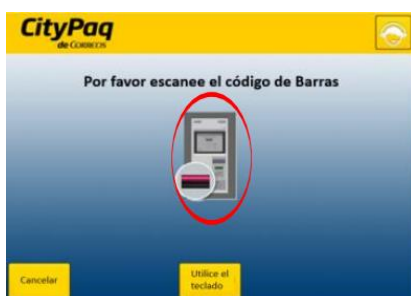 CityPaq
de CORREOS
Por favor escanee el código de Barras
Cancelar
Utilice el
teclado